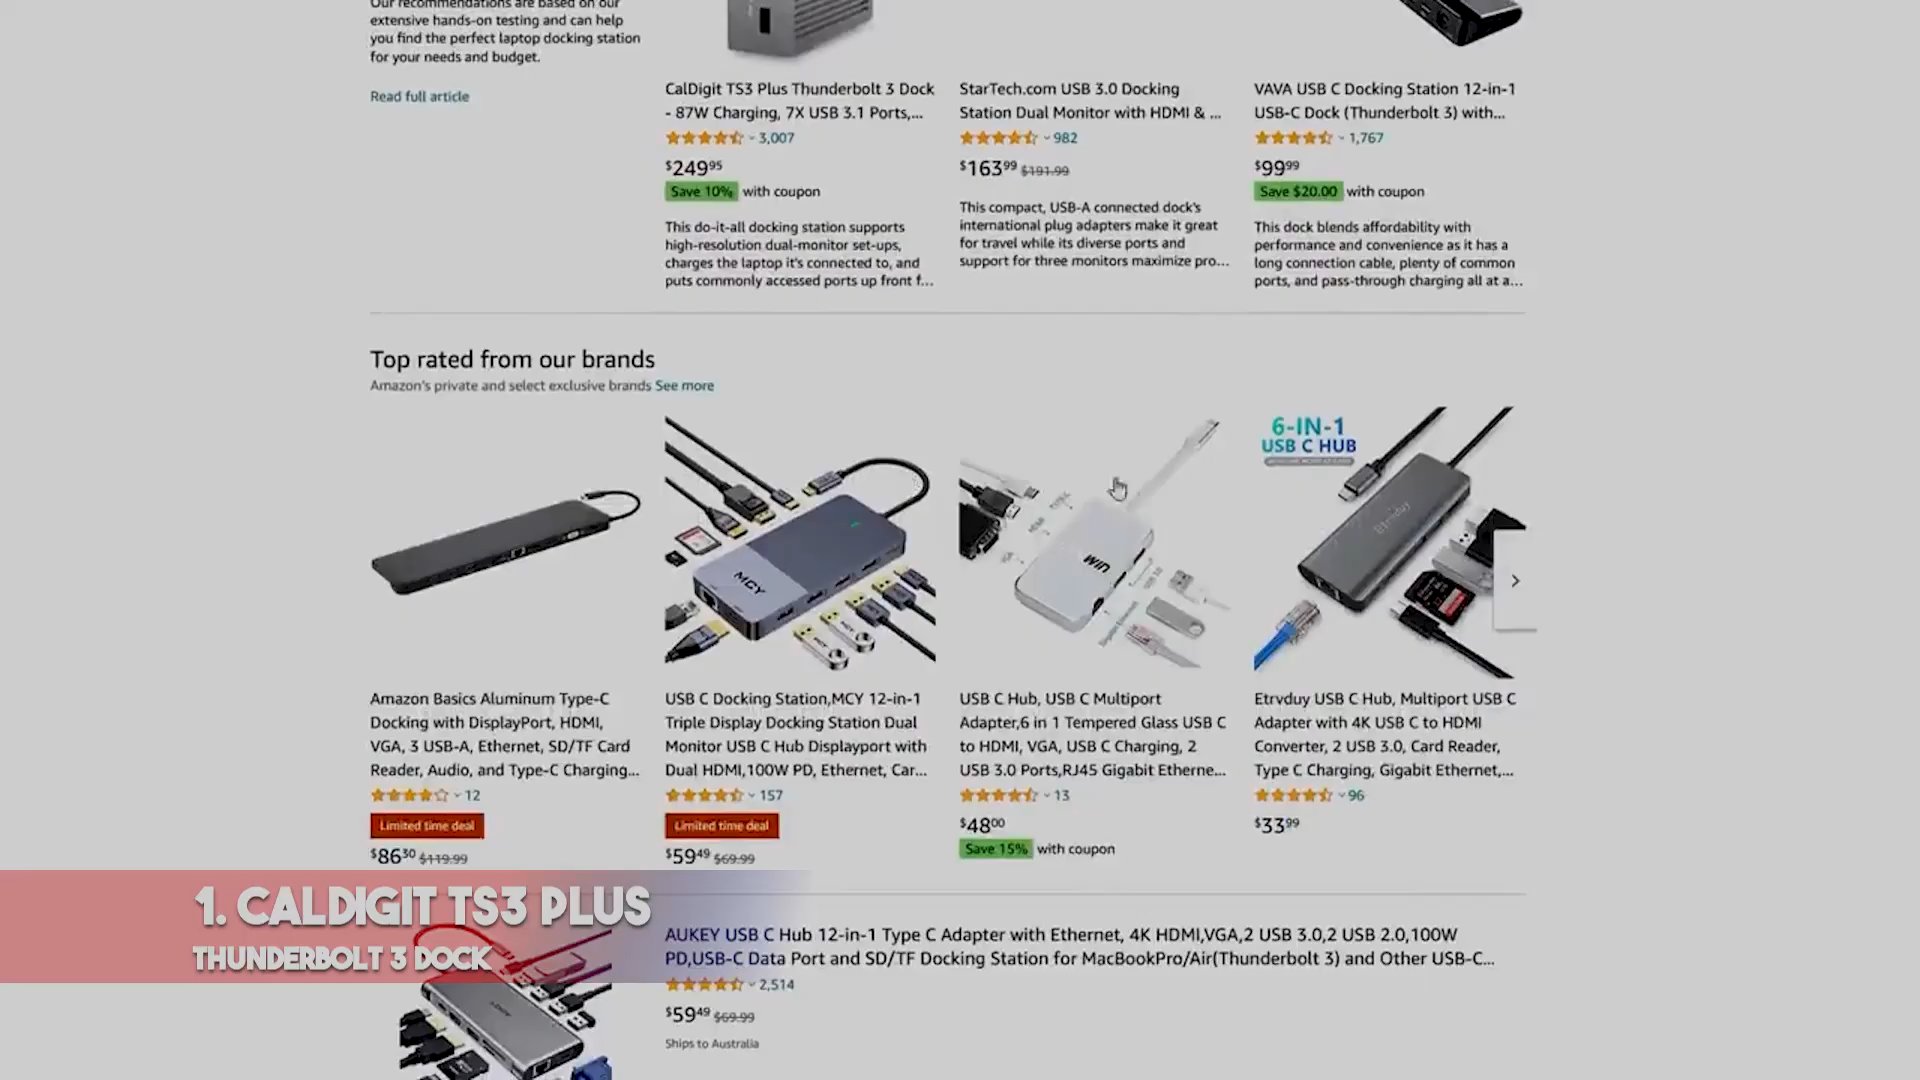 Our recommendations are based on our
extensive hands-on testing and can help
you find the perfect laptop docking station
for your needs and budget.
Read full article
CalDigit TS3 Plus Thunderbolt 3 Dock
- 87W Charging, 7X USB 3.1 Ports,...
3,007
$249.95
Save 10% with coupon
This do-it-all docking station supports
high-resolution dual-monitor set-ups,
charges the laptop it's connected to, and
puts commonly accessed ports up front f...
StarTech.com USB 3.0 Docking
Station Dual Monitor with HDMI & ...
982
$163.99 $191.99
This compact, USB-A connected dock's
international plug adapters make it great
for travel while its diverse ports and
support for three monitors maximize pro...
VAVA USB C Docking Station 12-in-1
USB-C Dock (Thunderbolt 3) with...
1,767
$99.99
Save $20.00 with coupon
This dock blends affordability with
performance and convenience as it has a
long connection cable, plenty of common
ports, and pass-through charging all at a...
Top rated from our brands
Amazon's private and select exclusive brands See more
MCY
win
6-IN-1
USB C HUB
Etrvduy
Amazon Basics Aluminum Type-C
Docking with DisplayPort, HDMI,
VGA, 3 USB-A, Ethernet, SD/TF Card
Reader, Audio, and Type-C Charging...
12
Limited time deal
$86.30 $119.99
USB C Docking Station,MCY 12-in-1
Triple Display Docking Station Dual
Monitor USB C Hub Displayport with
Dual HDMI,100W PD, Ethernet, Car...
157
Limited time deal
$59.49 $69.99
USB C Hub, USB C Multiport
Adapter,6 in 1 Tempered Glass USB C
to HDMI, VGA, USB C Charging, 2
USB 3.0 Ports,RJ45 Gigabit Etherne...
13
$48.00
Save 15% with coupon
Etrvduy USB C Hub, Multiport USB C
Adapter with 4K USB C to HDMI
Converter, 2 USB 3.0, Card Reader,
Type C Charging, Gigabit Ethernet,...
96
$33.99
1. CALDIGIT TS3 PLUS
THUNDERBOLT 3 DOCK
AUKEY USB C Hub 12-in-1 Type C Adapter with Ethernet, 4K HDMI,VGA,2 USB 3.0,2 USB 2.0,100W
PD,USB-C Data Port and SD/TF Docking Station for MacBookPro/Air(Thunderbolt 3) and Other USB-C...
2,514
$59.49 $69.99
Ships to Australia